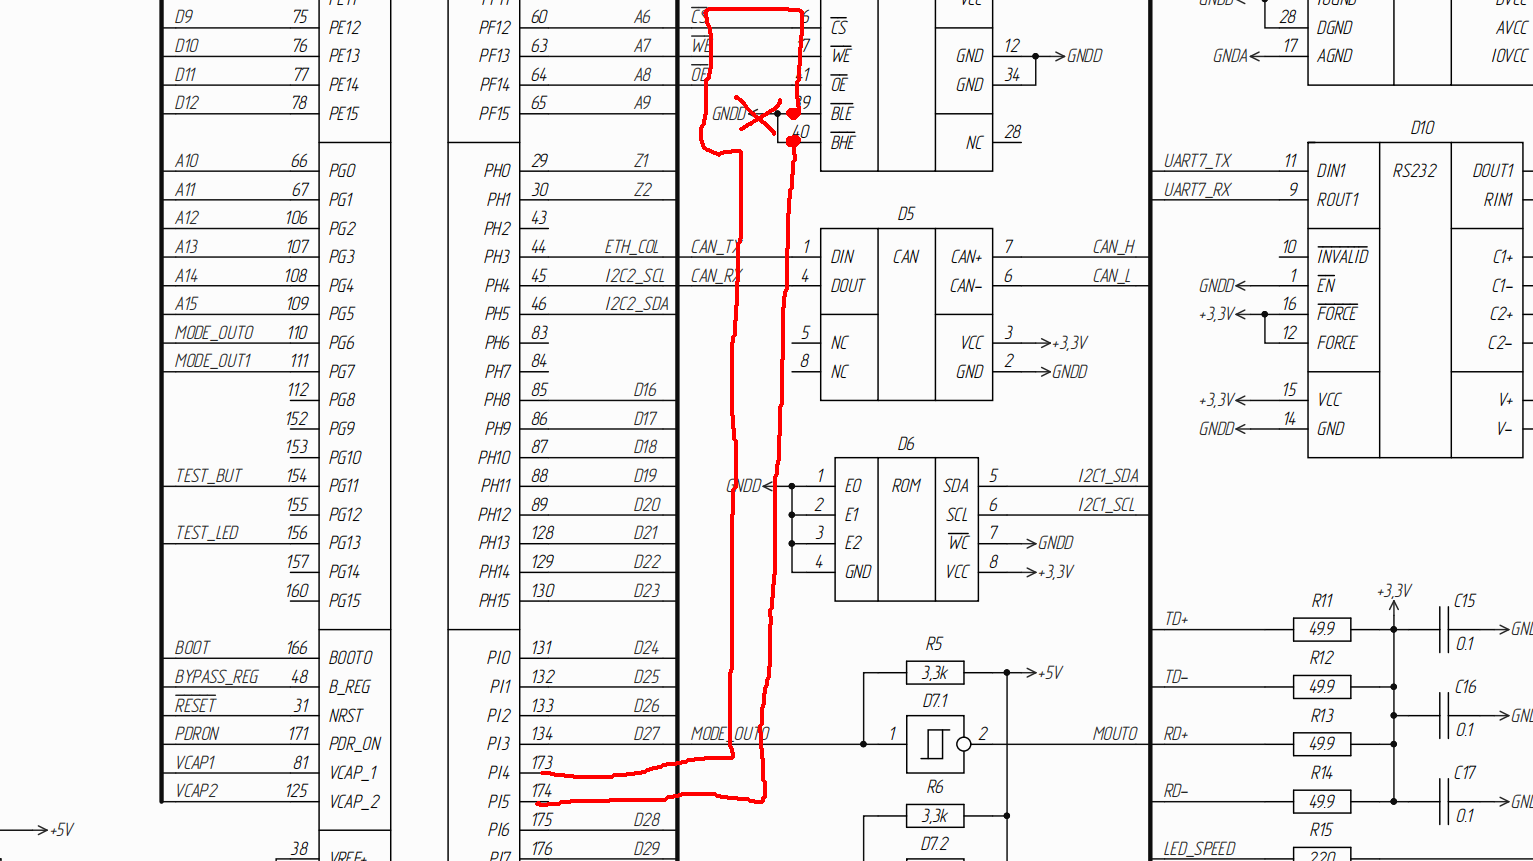 D9 75 PE12
D10 76 PE13
D11 77 PE14
D12 78 PE15
A10 66 PG0
A11 67 PG1
A12 106 PG2
A13 107 PG3
A14 108 PG4
A15 109 PG5
MODE_OUT0 110 PG6
MODE_OUT1 111 PG7
112 PG8
152 PG9
153 PG10
TEST_BUT 154 PG11
155 PG12
TEST_LED 156 PG13
157 PG14
160 PG15
BOOT 166 BOOT0
BYPASS_REG 48 B_REG
RESET 31 NRST
PDRON 171 PDR_ON
VCAP1 81 VCAP_1
VCAP2 125 VCAP_2
+5V
38 VREF+
PF12 60 A6
PF13 63 A7
PF14 64 A8
PF15 65 A9
PH0 29 Z1
PH1 30 Z2
PH2 43
PH3 44 ETH_COL
PH4 45 I2C2_SCL
PH5 46 I2C2_SDA
PH6 83
PH7 84
PH8 85 D16
PH9 86 D17
PH10 87 D18
PH11 88 D19
PH12 89 D20
PH13 128 D21
PH14 129 D22
PH15 130 D23
PI0 131 D24
PI1 132 D25
PI2 133 D26
PI3 134 D27
PI4 173
PI5 174
PI6 175 D28
PI7 176 D29
CS 6 CS
WE 7 WE
OE 41 OE
GNDD 39 BLE
40 BHE
VCC
GND 12 GNDD
GND 34
NC 28
D5
CAN_TX 1 DIN CAN CAN+ 7 CAN_H
CAN_RX 4 DOUT CAN- 6 CAN_L
5 NC VCC 3 +3,3V
8 NC GND 2 GNDD
D6
GNDD 1 E0 ROM SDA 5 I2C1_SDA
2 E1 SCL 6 I2C1_SCL
3 E2 WC 7 GNDD
4 GND VCC 8 +3,3V
R5
3,3k +5V
D7.1
MODE_OUT0 1 2 MOUTO
R6
3,3k
D7.2
GNDD
28 DGND
GNDA 17 AGND
DVCC
AVCC
IOVCC
D10
UART7_TX 11 DIN1 RS232 DOUT1
UART7_RX 9 ROUT1 RIN1
10 INVALID C1+
GNDD 1 EN C1-
+3,3V 16 FORCE C2+
12 FORCE C2-
+3,3V 15 VCC V+
GNDD 14 GND V-
+3,3V
TD+ R11 49.9 C15 0.1
TD- R12 49.9
RD+ R13 49.9 C16 0.1
RD- R14 49.9 C17 0.1
LED_SPEED R15 220